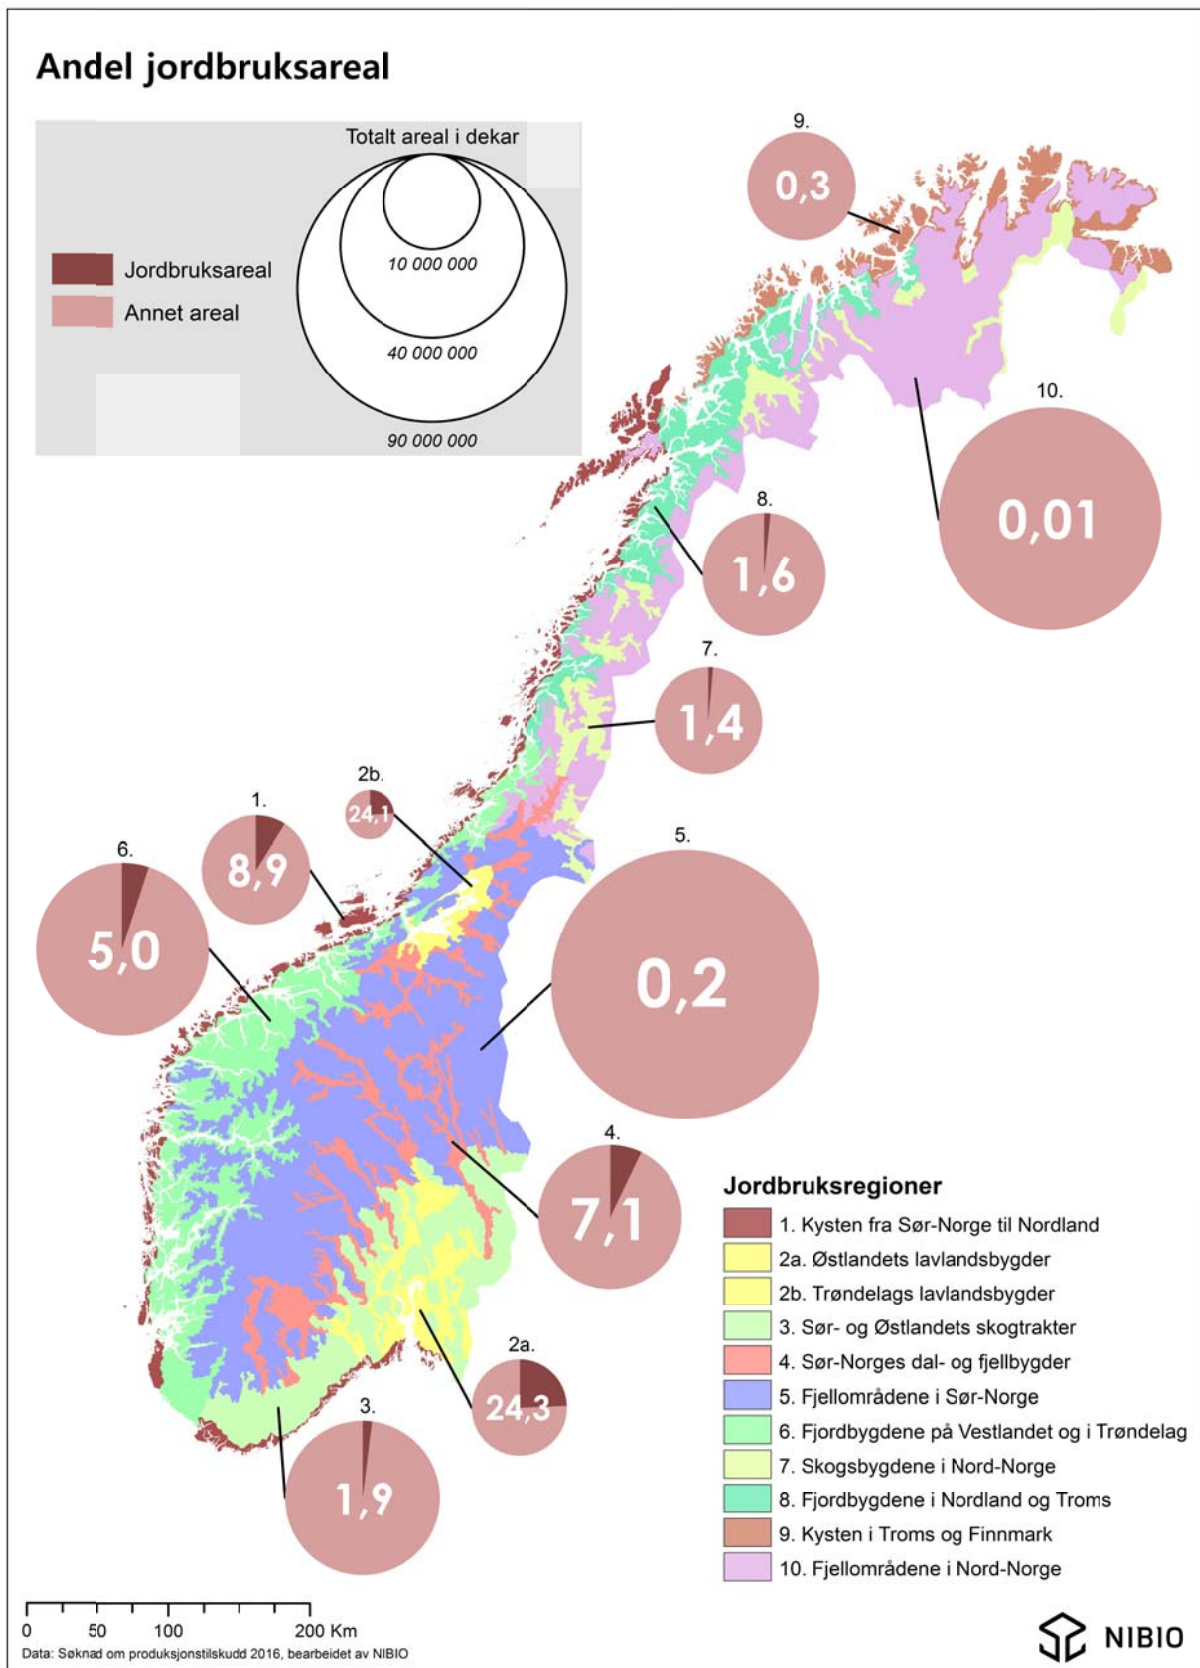 Andel jordbruksareal
Totalt areal i dekar
10 000 000
40 000 000
90 000 000
Jordbruksareal
Annet areal
9.
0,3
10.
0,01
8.
1,6
7.
1,4
2b.
24,1
1.
8,9
6.
5,0
5.
0,2
4.
7,1
2a.
24,3
3.
1,9
Jordbruksregioner
1. Kysten fra Sør-Norge til Nordland
2a. Østlandets lavlandsbygder
2b. Trøndelags lavlandsbygder
3. Sør- og Østlandets skogtrakter
4. Sør-Norges dal- og fjellbygder
5. Fjellområdene i Sør-Norge
6. Fjordbygdene på Vestlandet og i Trøndelag
7. Skogsbygdene i Nord-Norge
8. Fjordbygdene i Nordland og Troms
9. Kysten i Troms og Finnmark
10. Fjellområdene i Nord-Norge
0 50 100 200 Km
Data: Søknad om produksjonstilskudd 2016, bearbeidet av NIBIO
NIBIO